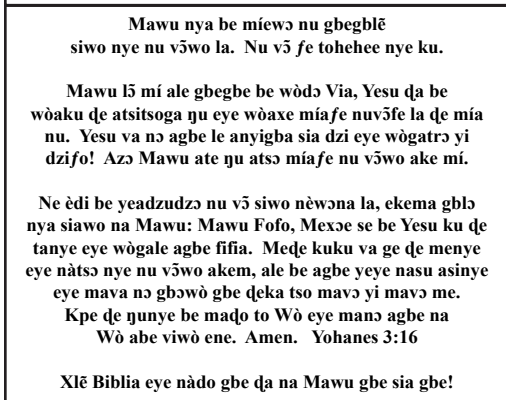 Mawu nya be míewɔ nu gbegblẽ
siwo nye nu vɔ̃wo la. Nu vɔ̃ ƒe tohehee nye ku.
Mawu lɔ̃ mí ale gbegbe be wòdɔ Via, Yesu ɖa be
wòaku ɖe atsitsoga ŋu eye wòaxe míaƒe nuvɔ̃fe la ɖe mía
nu. Yesu va nɔ agbe le anyigba sia dzi eye wògatrɔ yi
dziƒo! Azɔ Mawu ate ŋu atsɔ míaƒe nu vɔ̃wo ake mí.
Ne èdi be yeadzudzɔ nu vɔ̃ siwo nèwɔna la, ekema gblɔ
nya siawo na Mawu: Mawu Fofo, Mexɔe se be Yesu ku ɖe
tanye eye wògale agbe fifia. Meɖe kuku va ge ɖe menye
eye nàtsɔ nye nu vɔ̃wo akem, ale be agbe yeye nasu asinye
eye mava nɔ gbɔwò gbe ɖeka tso mavɔ yi mavɔ me.
Kpe ɖe ŋunye be maɖo to Wò eye manɔ agbe na
Wò abe viwò ene. Amen. Yohanes 3:16
Xlẽ Biblia eye nàdo gbe ɖa na Mawu gbe sia gbe!